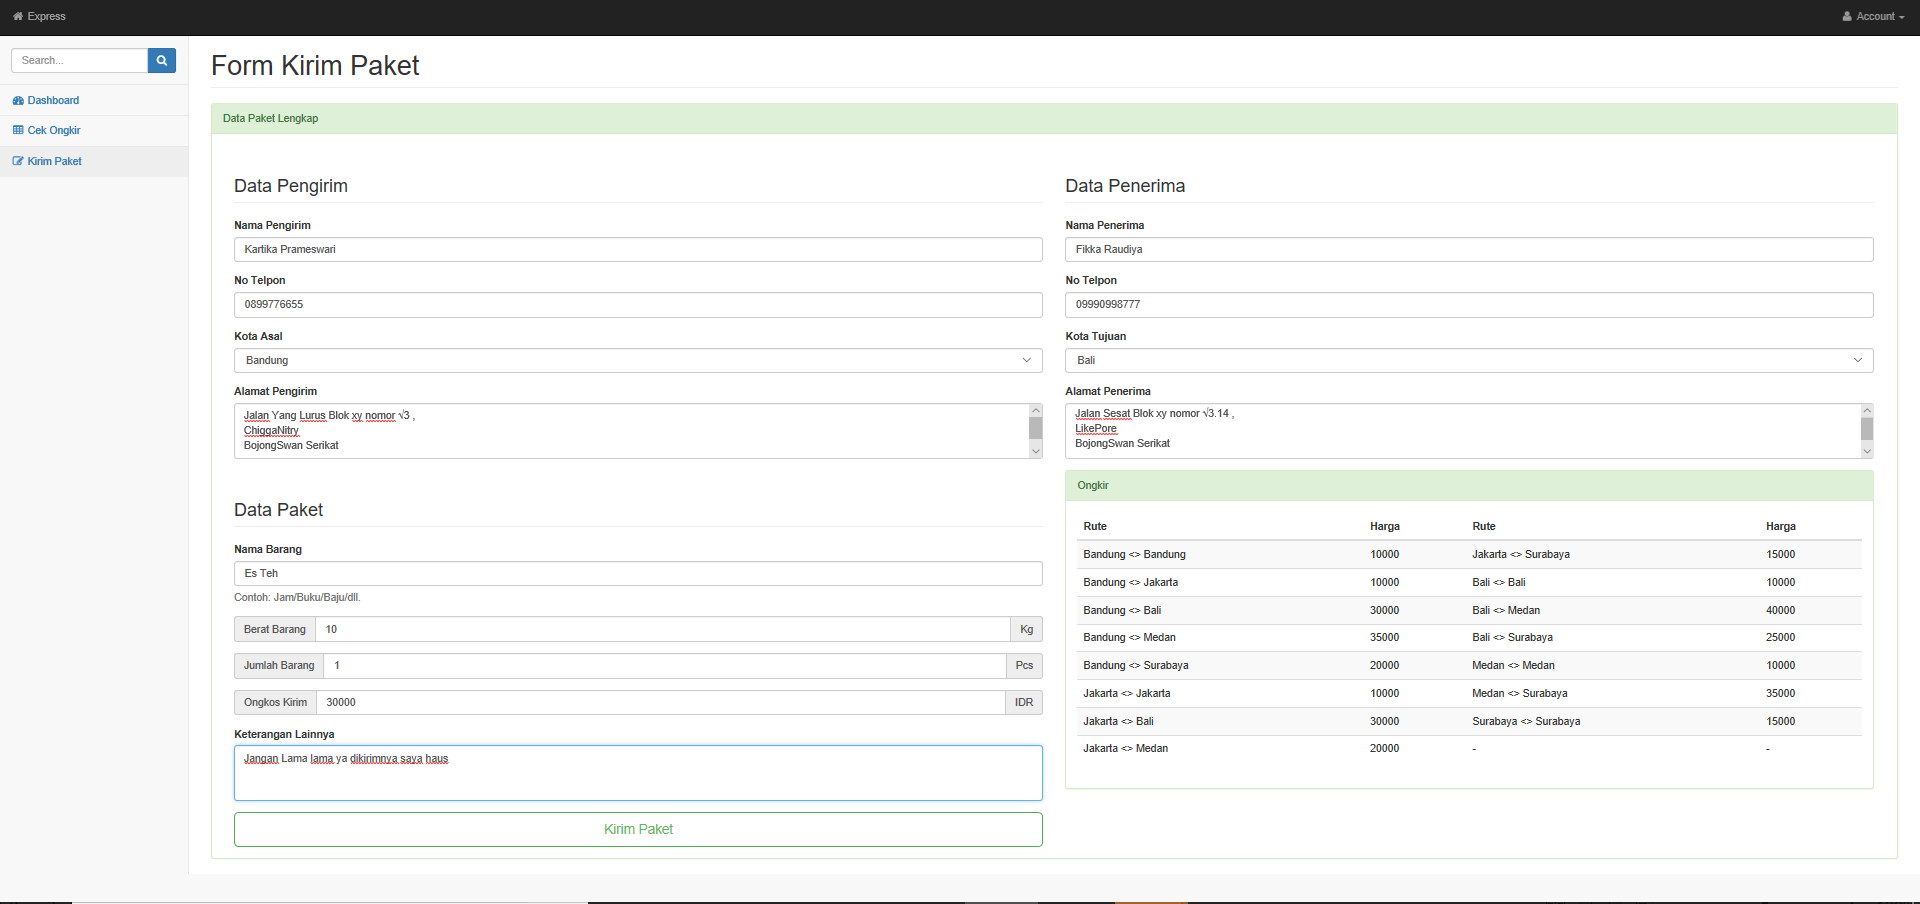 Express
Account
Search...
Dashboard
Cek Ongkir
Kirim Paket
Form Kirim Paket
Data Paket Lengkap
Data Pengirim
Nama Pengirim
Kartika Prameswari
No Telpon
0899776655
Kota Asal
Bandung
Alamat Pengirim
Jalan Yang Lurus Blok xy nomor √3 ,
ChiggaNitry
BojongSwan Serikat
Data Penerima
Nama Penerima
Fikka Raudiya
No Telpon
09990998777
Kota Tujuan
Bali
Alamat Penerima
Jalan Sesat Blok xy nomor √3.14 ,
LikePore
BojongSwan Serikat
Data Paket
Nama Barang
Es Teh
Contoh: Jam/Buku/Baju/dll.
Berat Barang 10 Kg
Jumlah Barang 1 Pcs
Ongkos Kirim 30000 IDR
Keterangan Lainnya
Jangan Lama lama ya dikirimnya saya haus
Kirim Paket
Ongkir
Rute Harga Rute Harga
Bandung <> Bandung 10000 Jakarta <> Surabaya 15000
Bandung <> Jakarta 10000 Bali <> Bali 10000
Bandung <> Bali 30000 Bali <> Medan 40000
Bandung <> Medan 35000 Bali <> Surabaya 25000
Bandung <> Surabaya 20000 Medan <> Medan 10000
Jakarta <> Jakarta 10000 Medan <> Surabaya 35000
Jakarta <> Bali 30000 Surabaya <> Surabaya 15000
Jakarta <> Medan 20000 - -